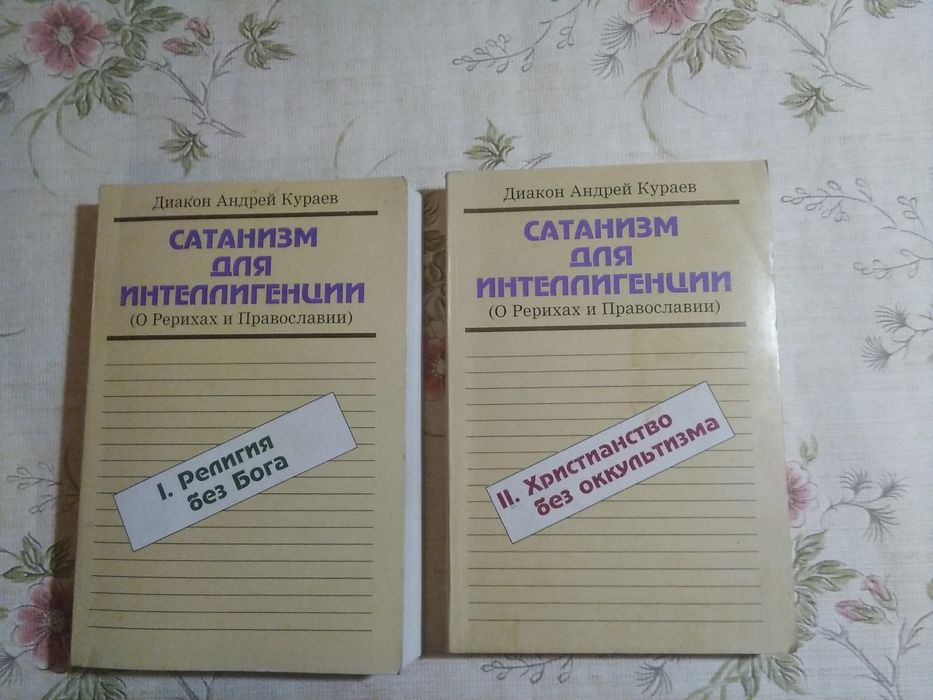 Диакон Андрей Кураев
САТАНИЗМ
ДЛЯ
ИНТЕЛЛИГЕНЦИИ
(О Рерихах и Православии)
I. Религия
без Бога
Диакон Андрей Кураев
САТАНИЗМ
ДЛЯ
ИНТЕЛЛИГЕНЦИИ
(О Рерихах и Православии)
II. Христианство
без оккультизма